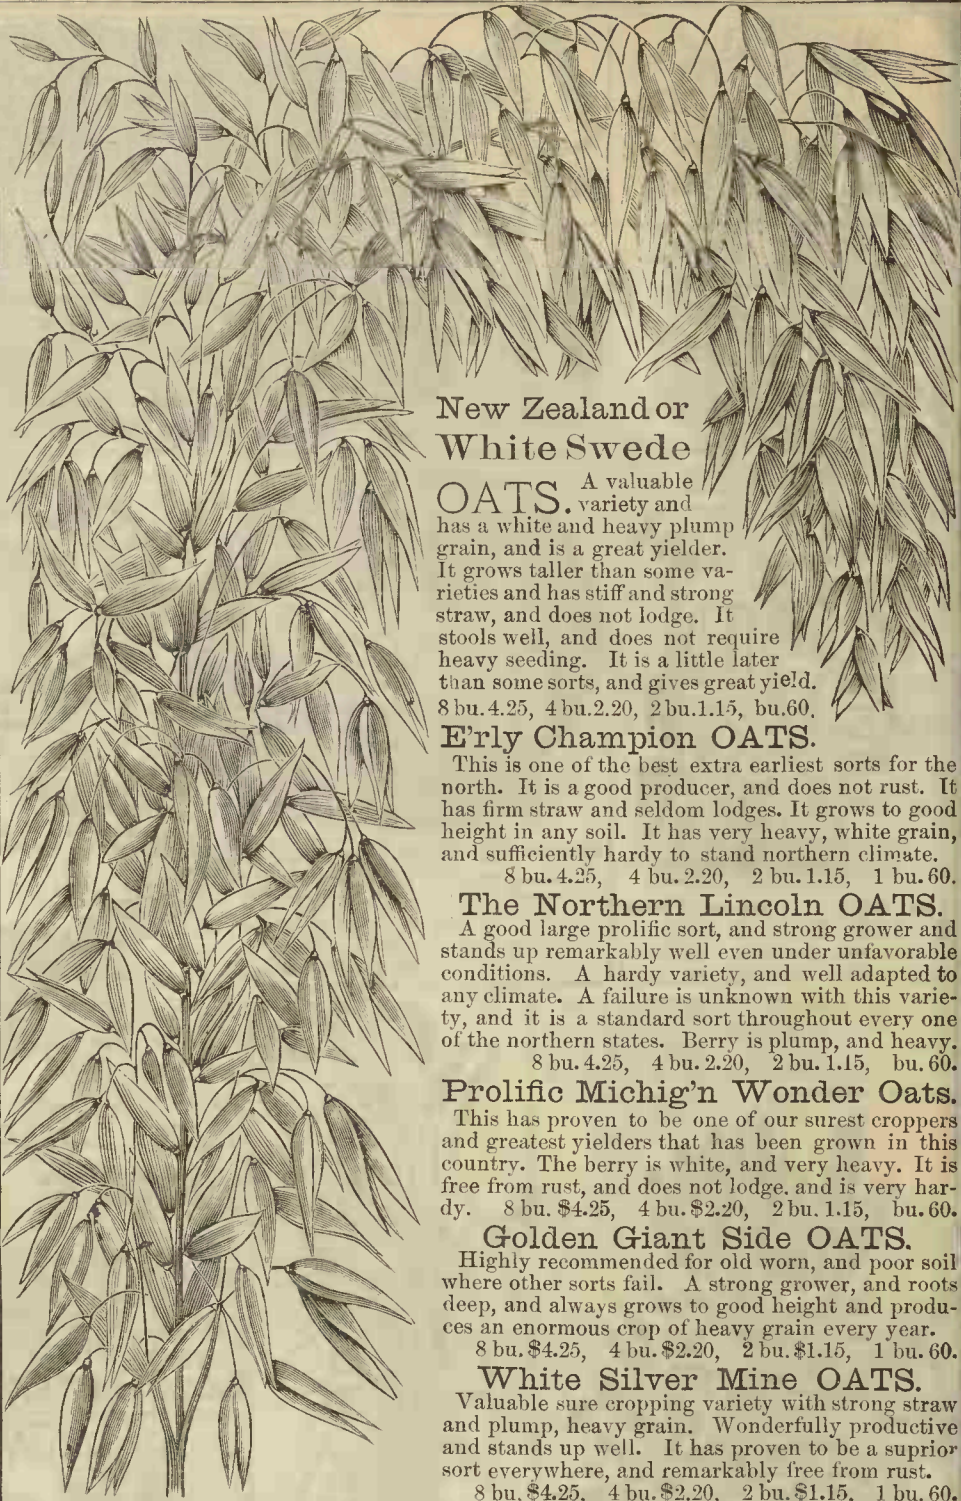 New Zealand or
White Swede
OATS. A valuable
variety and
has a white and heavy plump
grain, and is a great yielder.
It grows taller than some va-
rieties and has stiff and strong
straw, and does not lodge. It
stools well, and does not require
heavy seeding. It is a little later
than some sorts, and gives great yield.
8 bu. 4.25, 4 bu. 2.20, 2 bu. 1.15, bu. 60.
E'rly Champion OATS.
This is one of the best extra earliest sorts for the
north. It is a good producer, and does not rust. It
has firm straw and seldom lodges. It grows to good
height in any soil. It has very heavy, white grain,
and sufficiently hardy to stand northern climate.
8 bu. 4.25, 4 bu. 2.20, 2 bu. 1.15, 1 bu. 60.
The Northern Lincoln OATS.
A good large prolific sort, and strong grower and
stands up remarkably well even under unfavorable
conditions. A hardy variety, and well adapted to
any climate. A failure is unknown with this varie-
ty, and it is a standard sort throughout every one
of the northern states. Berry is plump, and heavy.
8 bu. 4.25, 4 bu. 2.20, 2 bu. 1.15, bu. 60.
Prolific Michig'n Wonder Oats.
This has proven to be one of our surest croppers
and greatest yielders that has been grown in this
country. The berry is white, and very heavy. It is
free from rust, and does not lodge. and is very har-
dy. 8 bu. $4.25, 4 bu. $2.20, 2 bu. 1.15, bu. 60.
Golden Giant Side OATS.
Highly recommended for old worn, and poor soil
where other sorts fail. A strong grower, and roots
deep, and always grows to good height and produ-
ces an enormous crop of heavy grain every year.
8 bu. $4.25, 4 bu. $2.20, 2 bu. $1.15, 1 bu. 60.
White Silver Mine OATS.
Valuable sure cropping variety with strong straw
and plump, heavy grain. Wonderfully productive
and stands up well. It has proven to be a suprior
sort everywhere, and remarkably free from rust.
8 bu. $4.25, 4 bu. $2.20, 2 bu. $1.15, 1 bu. 60.